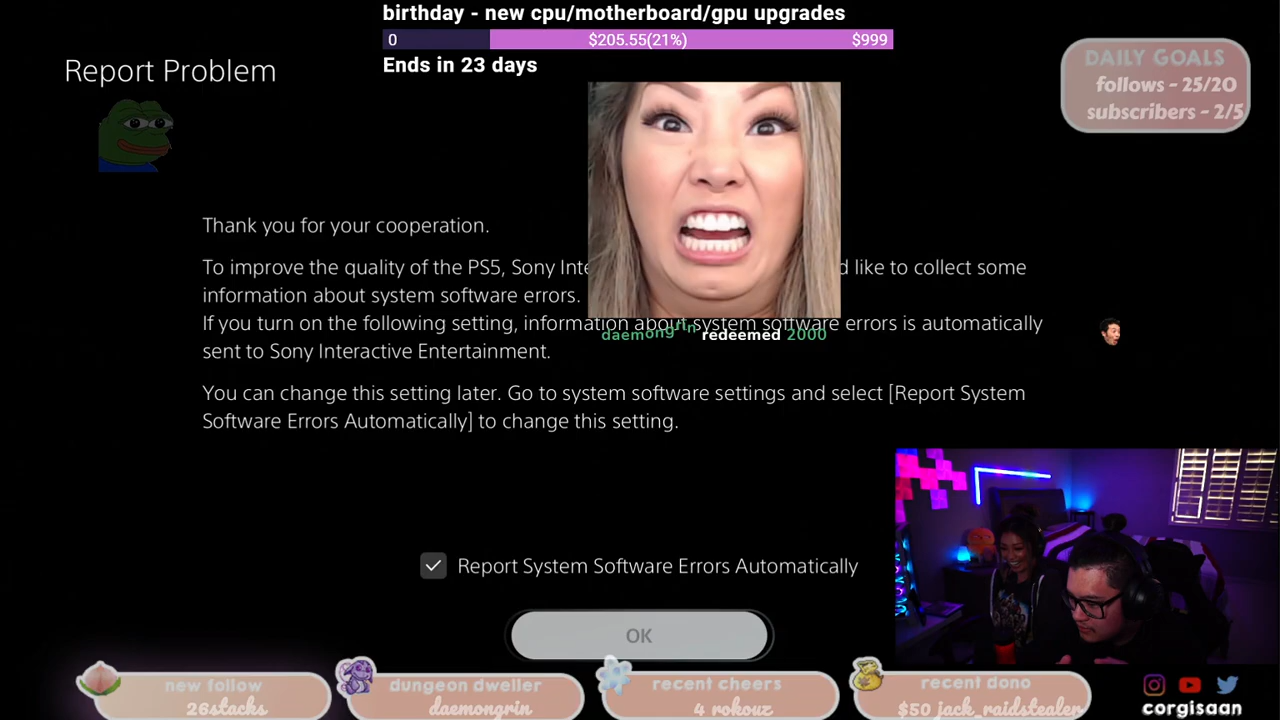 birthday - new cpu/motherboard/gpu upgrades
0 $205.55(21%) $999
Ends in 23 days
Report Problem
DAILY GOALS
follows - 25/20
subscribers - 2/5
Thank you for your cooperation.
To improve the quality of the PS5, Sony Inte d like to collect some
information about system software errors.
If you turn on the following setting, information about system software errors is automatically
daemongrin redeemed 2000
sent to Sony Interactive Entertainment.
You can change this setting later. Go to system software settings and select [Report System
Software Errors Automatically] to change this setting.
Report System Software Errors Automatically
OK
new follow
26stacks
dungeon dweller
daemongrin
recent cheers
4 rokouz
recent dono
$50 jack_raidstealer
corgisaan